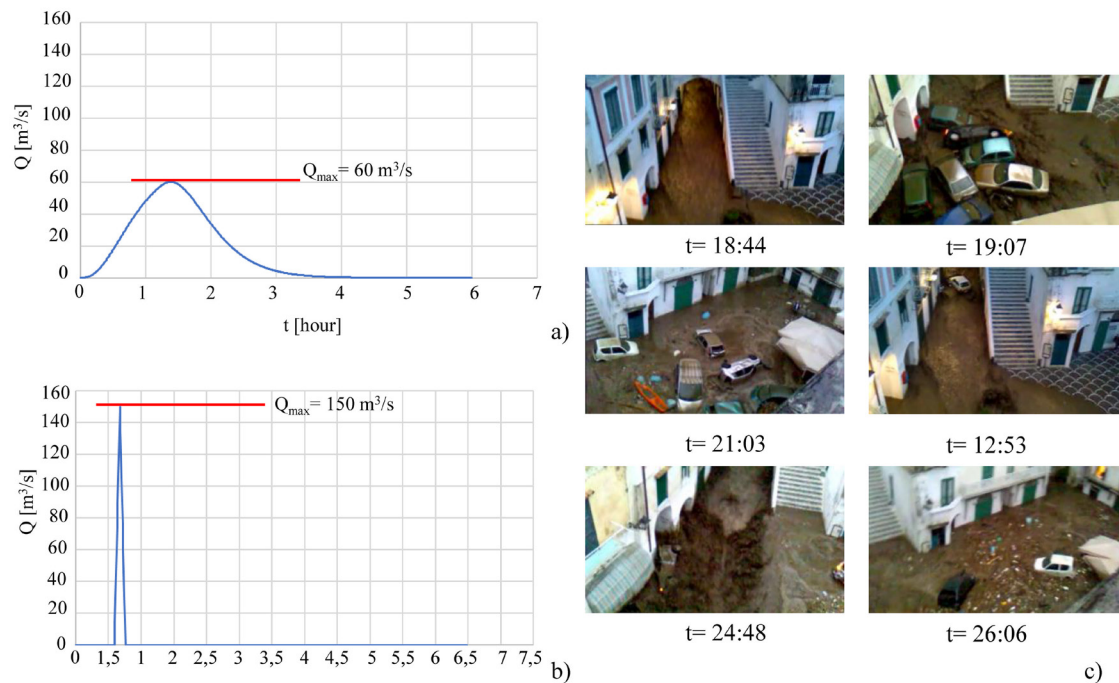 a)
Q [m³/s]
160
140
120
100
80
60
40
20
0
Qmax= 60 m³/s
0 1 2 3 4 5 6 7
t [hour]
b)
Q [m³/s]
160
140
120
100
80
60
40
20
0
Qmax= 150 m³/s
0 1,5 1 2 2,5 3 3,5 4 4,5 5 5,5 6 6,5 7 7,5
t= 18:44
t= 19:07
t= 21:03
t= 12:53
t= 24:48
t= 26:06
c)